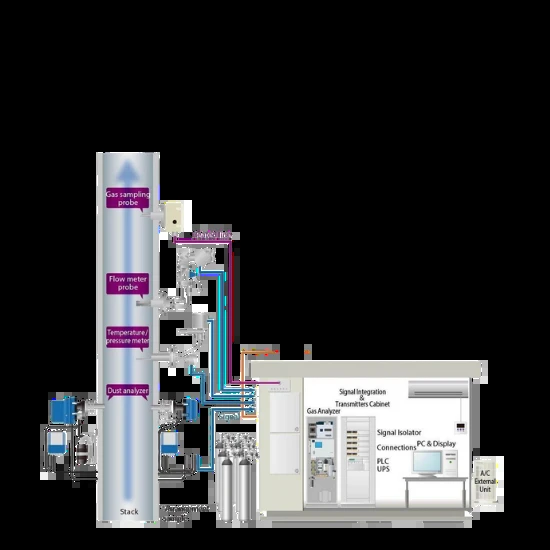 Gas sampling
probe
Flow meter
probe
Temperature/
pressure meter
Dust analyzer
Stack
Signal Integration
&
Transmitters Cabinet
Gas Analyzer
Signal Isolator
Connections
PC & Display
PLC
UPS
A/C
External
Unit